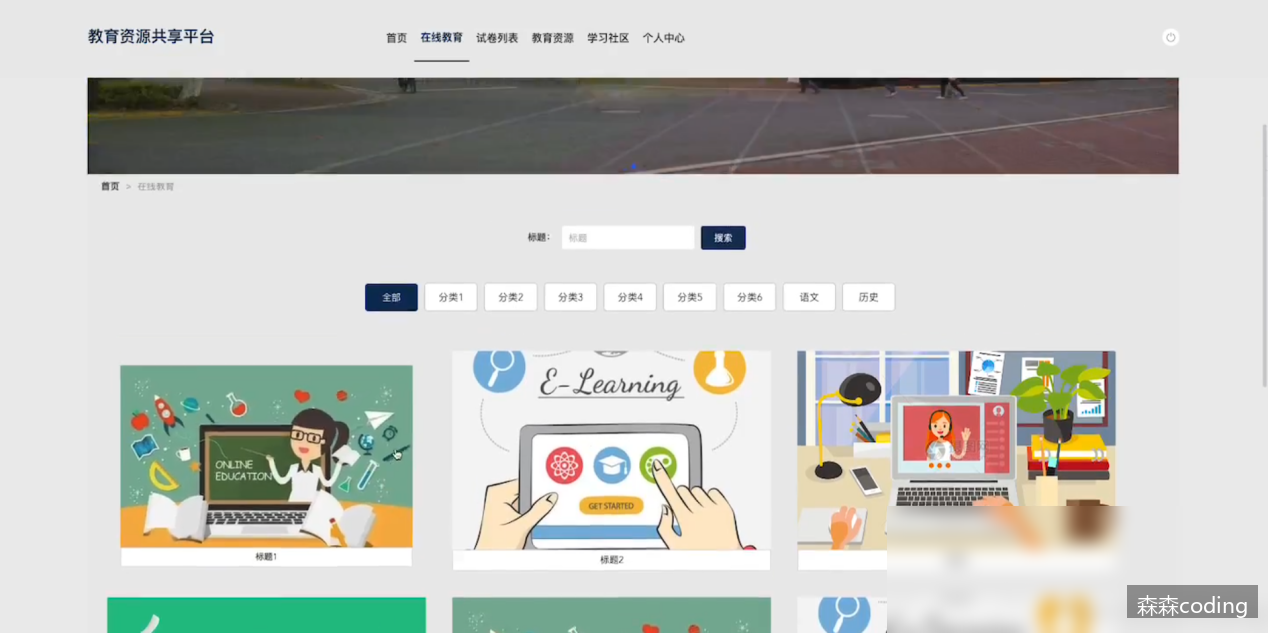 教育资源共享平台
首页 在线教育 试卷列表 教育资源 学习社区 个人中心
首页 > 在线教育
标题： 标题 搜索
全部 分类1 分类2 分类3 分类4 分类5 分类6 语文 历史
ONLINE
EDUCATION
E-Learning
GET STARTED
标题1
标题2
森森coding